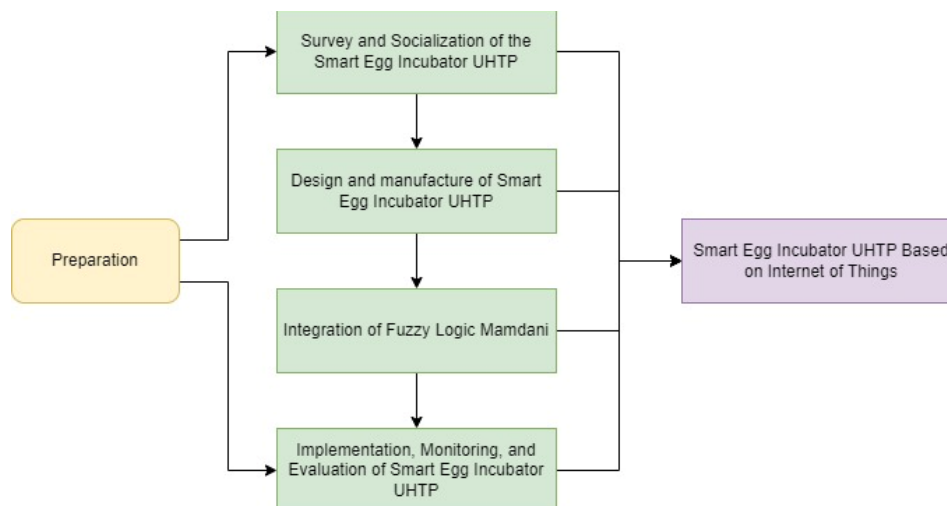 Survey and Socialization of the
Smart Egg Incubator UHTP
Design and manufacture of Smart
Egg Incubator UHTP
Preparation
Smart Egg Incubator UHTP Based
on Internet of Things
Integration of Fuzzy Logic Mamdani
Implementation, Monitoring, and
Evaluation of Smart Egg Incubator
UHTP